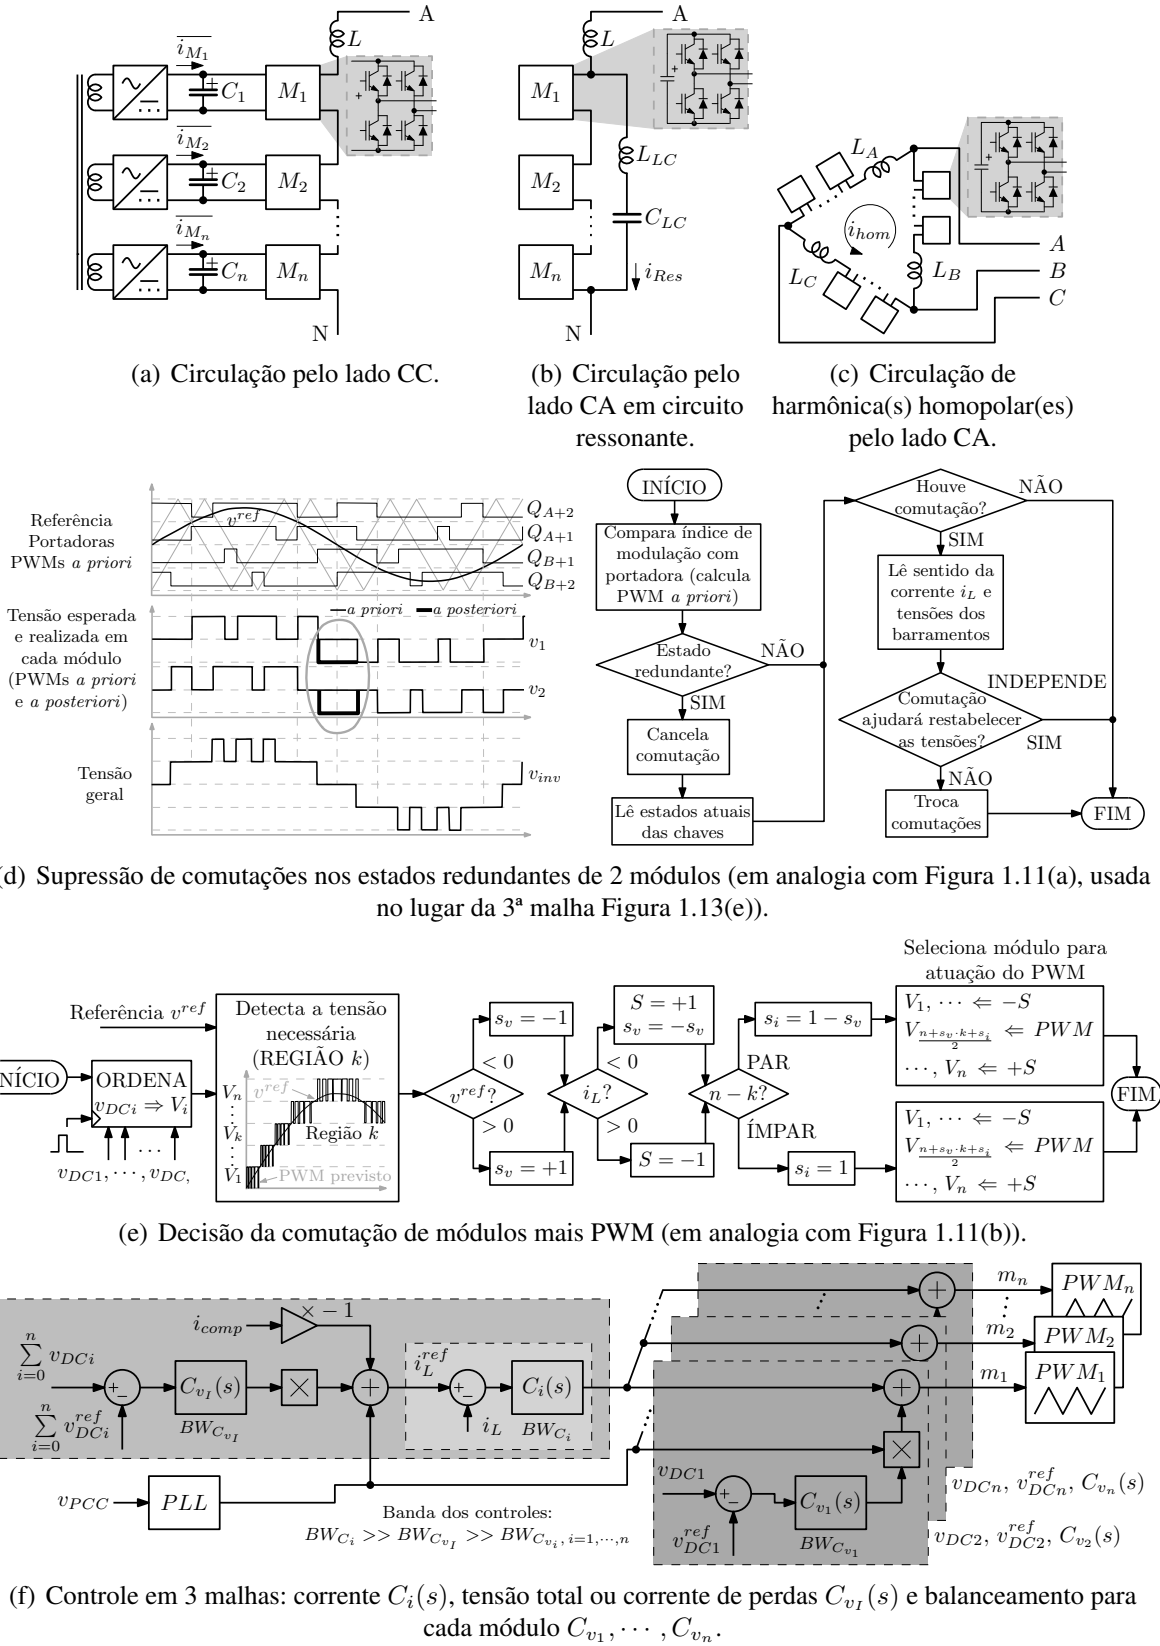 A
L
i_{M_1}
C_1
M_1
i_{M_2}
C_2
M_2
i_{M_n}
C_n
M_n
N
(a) Circulação pelo lado CC.
A
L
M_1
L_{LC}
M_2
C_{LC}
M_n
i_{Res}
N
(b) Circulação pelo
lado CA em circuito
ressonante.
L_A
i_{hom}
L_C
L_B
A
B
C
(c) Circulação de
harmônica(s) homopolar(es)
pelo lado CA.
Referência
Portadoras
PWMs a priori
v^{ref}
Q_{A+2}
Q_{A+1}
Q_{B+1}
Q_{B+2}
Tensão esperada
e realizada em
cada módulo
(PWMs a priori
e a posteriori)
a priori
a posteriori
v_1
v_2
Tensão
geral
v_{inv}
INÍCIO
Compara índice de
modulação com
portadora (calcula
PWM a priori)
Estado
redundante?
NÃO
SIM
Cancela
comutação
Lê estados atuais
das chaves
Houve
comutação?
NÃO
SIM
Lê sentido da
corrente i_L e
tensões dos
barramentos
INDEPENDE
Comutação
ajudará restabelecer
as tensões?
SIM
NÃO
Troca
comutações
FIM
d) Supressão de comutações nos estados redundantes de 2 módulos (em analogia com Figura 1.11(a), usada
no lugar da 3ª malha Figura 1.13(e)).
Referência v^{ref}
NÍCIO
ORDENA
v_{DCi} ⇒ V_i
v_{DC1}, ⋯, v_{DC,}
⋯
Detecta a tensão
necessária
(REGIÃO k)
V_n
V_k
V_1
v^{ref}
Região k
PWM previsto
s_v = −1
< 0
v^{ref}?
> 0
s_v = +1
S = +1
s_v = −s_v
< 0
i_L?
> 0
S = −1
s_i = 1 − s_v
PAR
n − k?
ÍMPAR
s_i = 1
Seleciona módulo para
atuação do PWM
V_1, ⋯ ⇐ −S
V_{\frac{n+s_v·k+s_i}{2}} ⇐ PWM
⋯, V_n ⇐ +S
V_1, ⋯ ⇐ −S
V_{\frac{n+s_v·k+s_i}{2}} ⇐ PWM
⋯, V_n ⇐ +S
FIM
(e) Decisão da comutação de módulos mais PWM (em analogia com Figura 1.11(b)).
i_{comp}
× − 1
\sum_{i=0}^{n} v_{DCi}
\sum_{i=0}^{n} v_{DCi}^{ref}
C_{v_I}(s)
BW_{C_{v_I}}
×
+
i_L^{ref}
i_L
C_i(s)
BW_{C_i}
v_{PCC}
PLL
Banda dos controles:
BW_{C_i} >> BW_{C_{v_I}} >> BW_{C_{v_i}, i=1,⋯,n}
v_{DC1}
v_{DC1}^{ref}
C_{v_1}(s)
BW_{C_{v_1}}
×
+
+
+
m_n
m_2
m_1
PWM_n
PWM_2
PWM_1
v_{DCn}, v_{DCn}^{ref}, C_{v_n}(s)
v_{DC2}, v_{DC2}^{ref}, C_{v_2}(s)
(f) Controle em 3 malhas: corrente C_i(s), tensão total ou corrente de perdas C_{v_I}(s) e balanceamento para
cada módulo C_{v_1}, ⋯ , C_{v_n}.